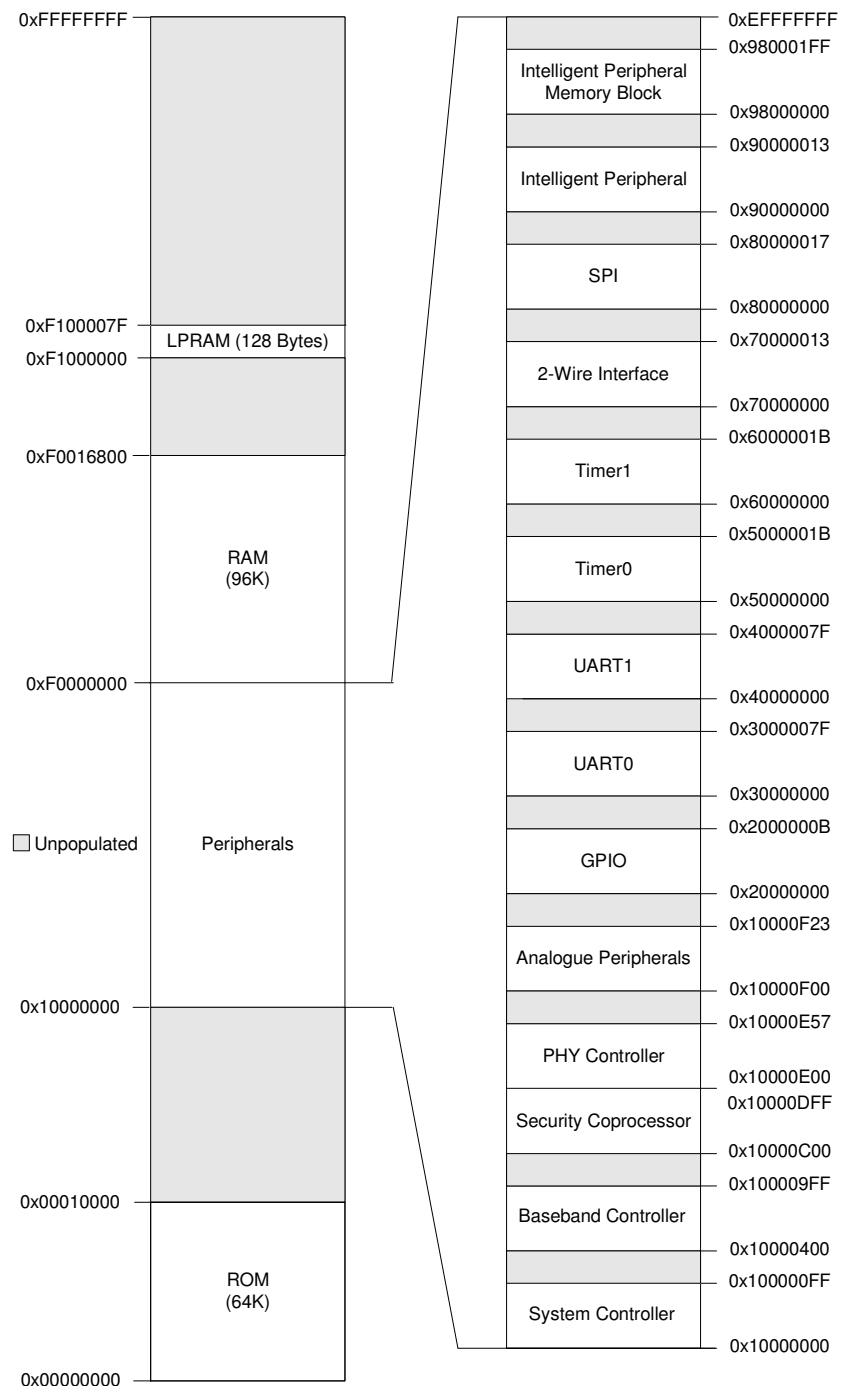 0xFFFFFFFF
0xF100007F
LPRAM (128 Bytes)
0xF1000000
0xF0016800
RAM
(96K)
0xF0000000
Unpopulated
Peripherals
0x10000000
0x00010000
ROM
(64K)
0x00000000
0xEFFFFFFF
0x980001FF
Intelligent Peripheral
Memory Block
0x98000000
0x90000013
Intelligent Peripheral
0x90000000
0x80000017
SPI
0x80000000
0x70000013
2-Wire Interface
0x70000000
0x6000001B
Timer1
0x60000000
0x5000001B
Timer0
0x50000000
0x4000007F
UART1
0x40000000
0x3000007F
UART0
0x30000000
0x2000000B
GPIO
0x20000000
0x10000F23
Analogue Peripherals
0x10000F00
0x10000E57
PHY Controller
0x10000E00
0x10000DFF
Security Coprocessor
0x10000C00
0x100009FF
Baseband Controller
0x10000400
0x100000FF
System Controller
0x10000000